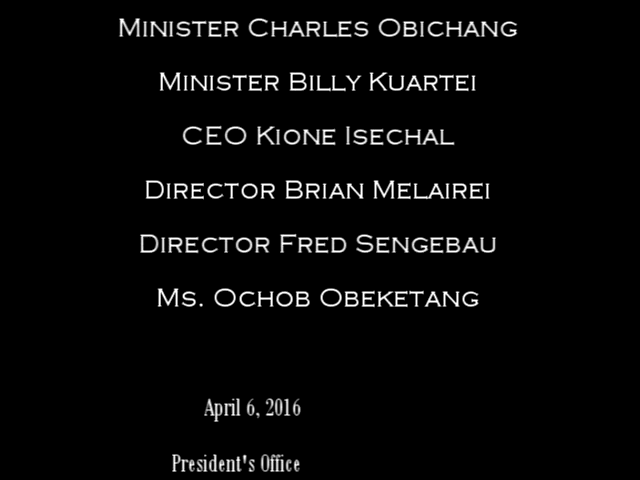 Minister Charles Obichang
Minister Billy Kuartei
CEO Kione Isechal
Director Brian Melairei
Director Fred Sengebau
Ms. Ochob Obeketang
April 6, 2016
President's Office